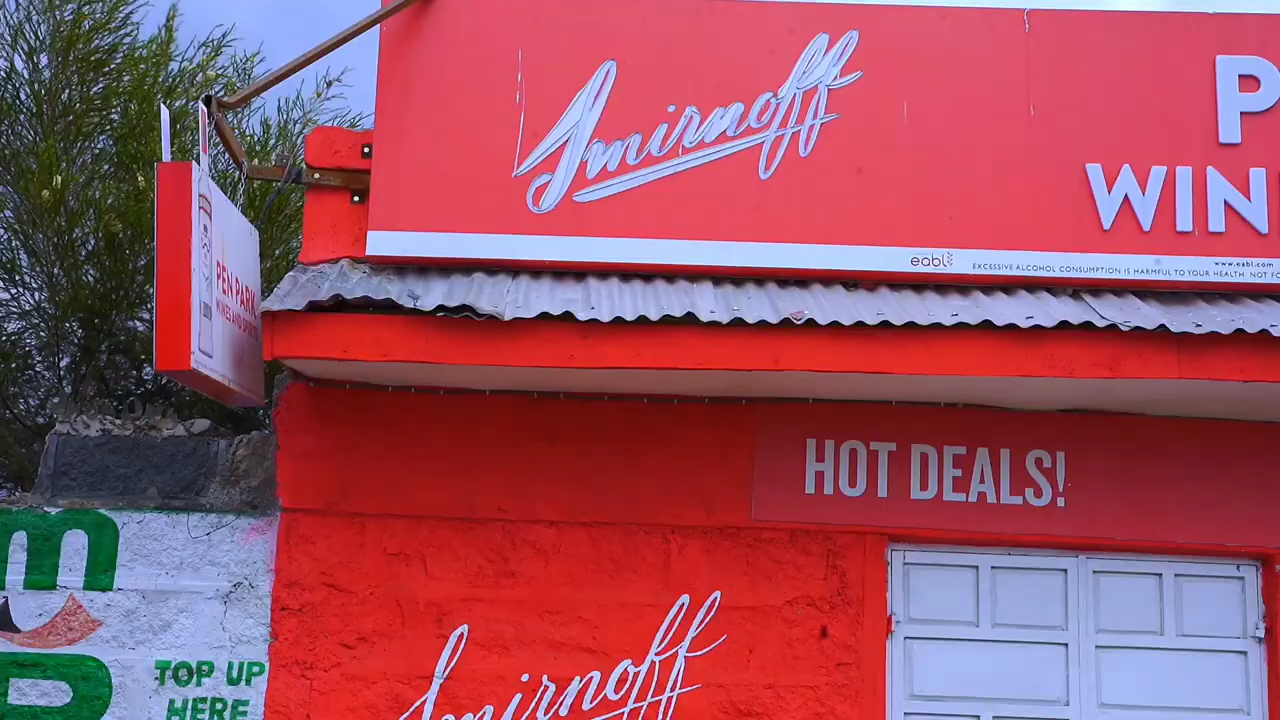 Smirnoff
P
WIN
eabl
www.eabl.com
EXCESSIVE ALCOHOL CONSUMPTION IS HARMFUL TO YOUR HEALTH NOT FO
PEN PARK
WINES AND SPIRITS
HOT DEALS!
Smirnoff
m
P
TOP UP
HERE